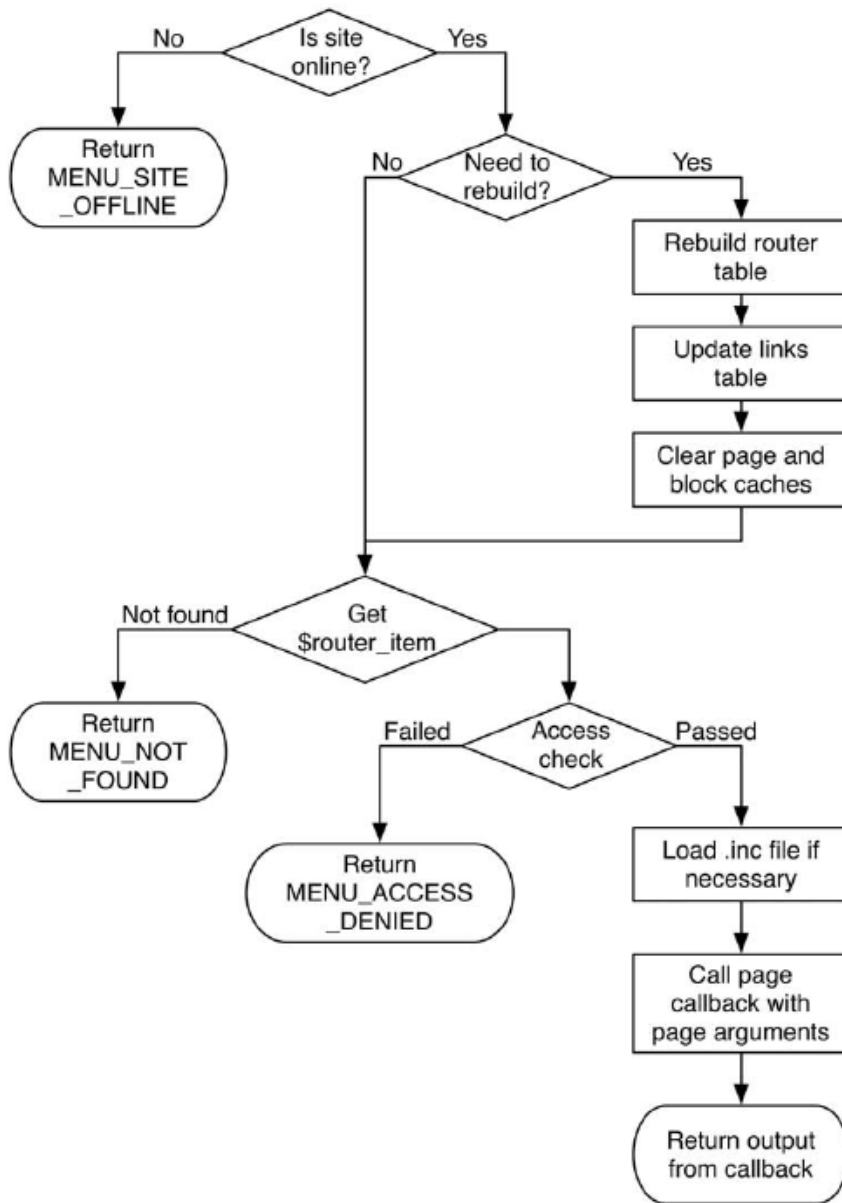 No
Is site
online?
Yes
Return
MENU_SITE
_OFFLINE
No
Need to
rebuild?
Yes
Rebuild router
table
Update links
table
Clear page and
block caches
Not found
Get
$router_item
Return
MENU_NOT
_FOUND
Failed
Access
check
Passed
Return
MENU_ACCESS
_DENIED
Load .inc file if
necessary
Call page
callback with
page arguments
Return output
from callback